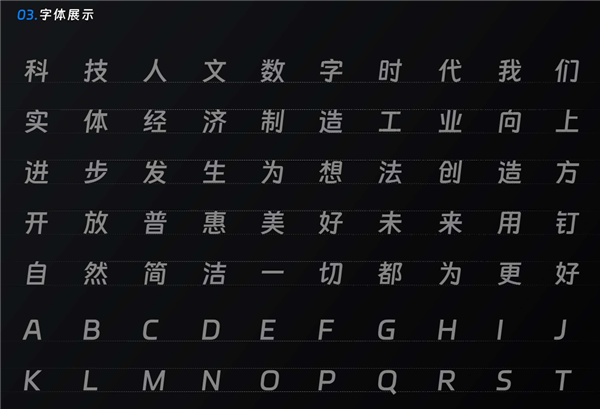 03.字体展示
科 技 人 文 数 字 时 代 我 们
实 体 经 济 制 造 工 业 向 上
进 步 发 生 为 想 法 创 造 方
开 放 普 惠 美 好 未 来 用 钉
自 然 简 洁 一 切 都 为 更 好
A B C D E F G H I J
K L M N O P Q R S T